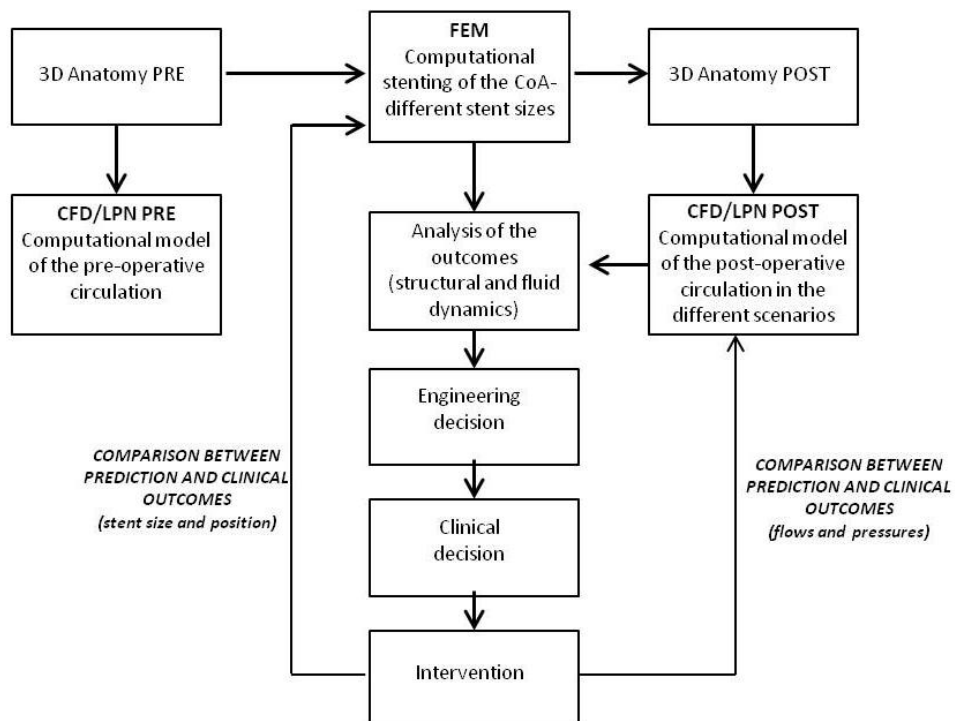 3D Anatomy PRE
FEM
Computational
stenting of the CoA-
different stent sizes
3D Anatomy POST
CFD/LPN PRE
Computational model
of the pre-operative
circulation
Analysis of the
outcomes
(structural and fluid
dynamics)
CFD/LPN POST
Computational model
of the post-operative
circulation in the
different scenarios
Engineering
decision
COMPARISON BETWEEN
PREDICTION AND CLINICAL
OUTCOMES
(stent size and position)
COMPARISON BETWEEN
PREDICTION AND CLINICAL
OUTCOMES
(flows and pressures)
Clinical
decision
Intervention